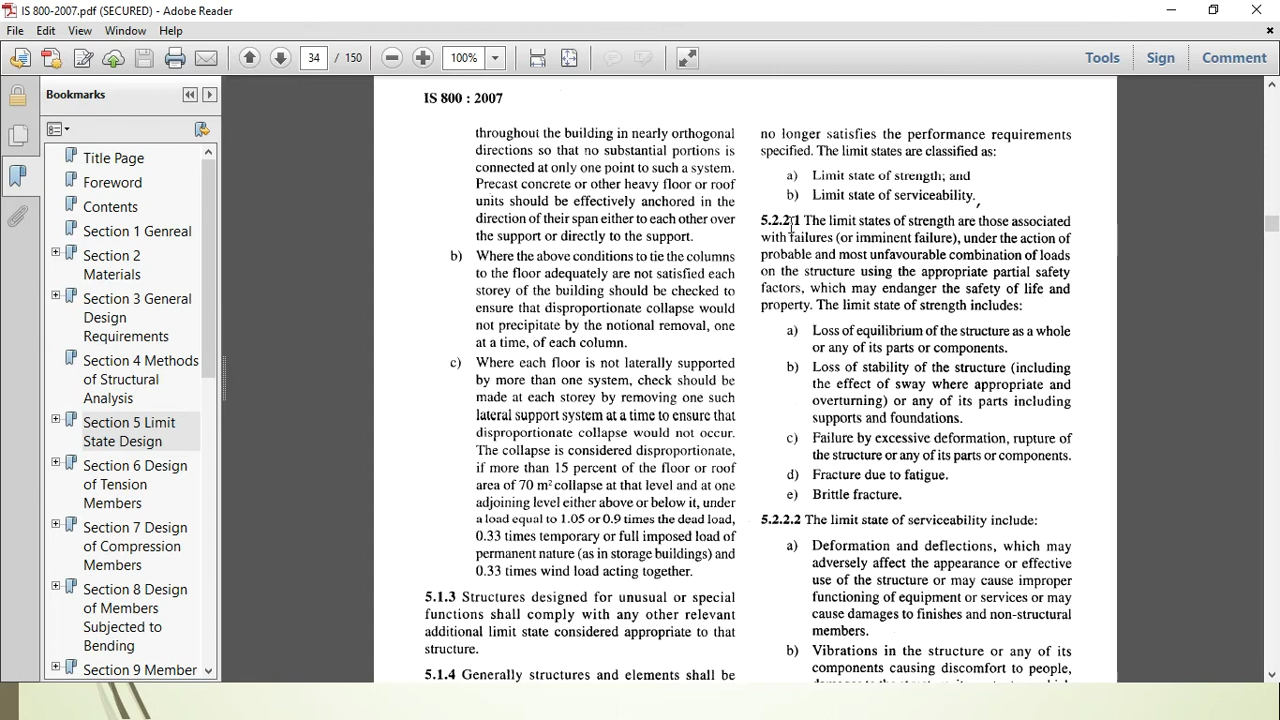 IS 800-2007.pdf (SECURED) - Adobe Reader
File Edit View Window Help
34 / 150 100% Tools Sign Comment
Bookmarks
Title Page
Foreword
Contents
Section 1 Genreal
Section 2
Materials
Section 3 General
Design
Requirements
Section 4 Methods
of Structural
Analysis
Section 5 Limit
State Design
Section 6 Design
of Tension
Members
Section 7 Design
of Compression
Members
Section 8 Design
of Members
Subjected to
Bending
Section 9 Member
IS 800 : 2007
throughout the building in nearly orthogonal
directions so that no substantial portions is
connected at only one point to such a system.
Precast concrete or other heavy floor or roof
units should be effectively anchored in the
direction of their span either to each other over
the support or directly to the support.
b) Where the above conditions to tie the columns
to the floor adequately are not satisfied each
storey of the building should be checked to
ensure that disproportionate collapse would
not precipitate by the notional removal, one
at a time, of each column.
c) Where each floor is not laterally supported
by more than one system, check should be
made at each storey by removing one such
lateral support system at a time to ensure that
disproportionate collapse would not occur.
The collapse is considered disproportionate,
if more than 15 percent of the floor or roof
area of 70 m² collapse at that level and at one
adjoining level either above or below it, under
a load equal to 1.05 or 0.9 times the dead load,
0.33 times temporary or full imposed load of
permanent nature (as in storage buildings) and
0.33 times wind load acting together.
5.1.3 Structures designed for unusual or special
functions shall comply with any other relevant
additional limit state considered appropriate to that
structure.
5.1.4 Generally structures and elements shall be
no longer satisfies the performance requirements
specified. The limit states are classified as:
a) Limit state of strength; and
b) Limit state of serviceability.
5.2.2.1 The limit states of strength are those associated
with failures (or imminent failure), under the action of
probable and most unfavourable combination of loads
on the structure using the appropriate partial safety
factors, which may endanger the safety of life and
property. The limit state of strength includes:
a) Loss of equilibrium of the structure as a whole
or any of its parts or components.
b) Loss of stability of the structure (including
the effect of sway where appropriate and
overturning) or any of its parts including
supports and foundations.
c) Failure by excessive deformation, rupture of
the structure or any of its parts or components.
d) Fracture due to fatigue.
e) Brittle fracture.
5.2.2.2 The limit state of serviceability include:
a) Deformation and deflections, which may
adversely affect the appearance or effective
use of the structure or may cause improper
functioning of equipment or services or may
cause damages to finishes and non-structural
members.
b) Vibrations in the structure or any of its
components causing discomfort to people,